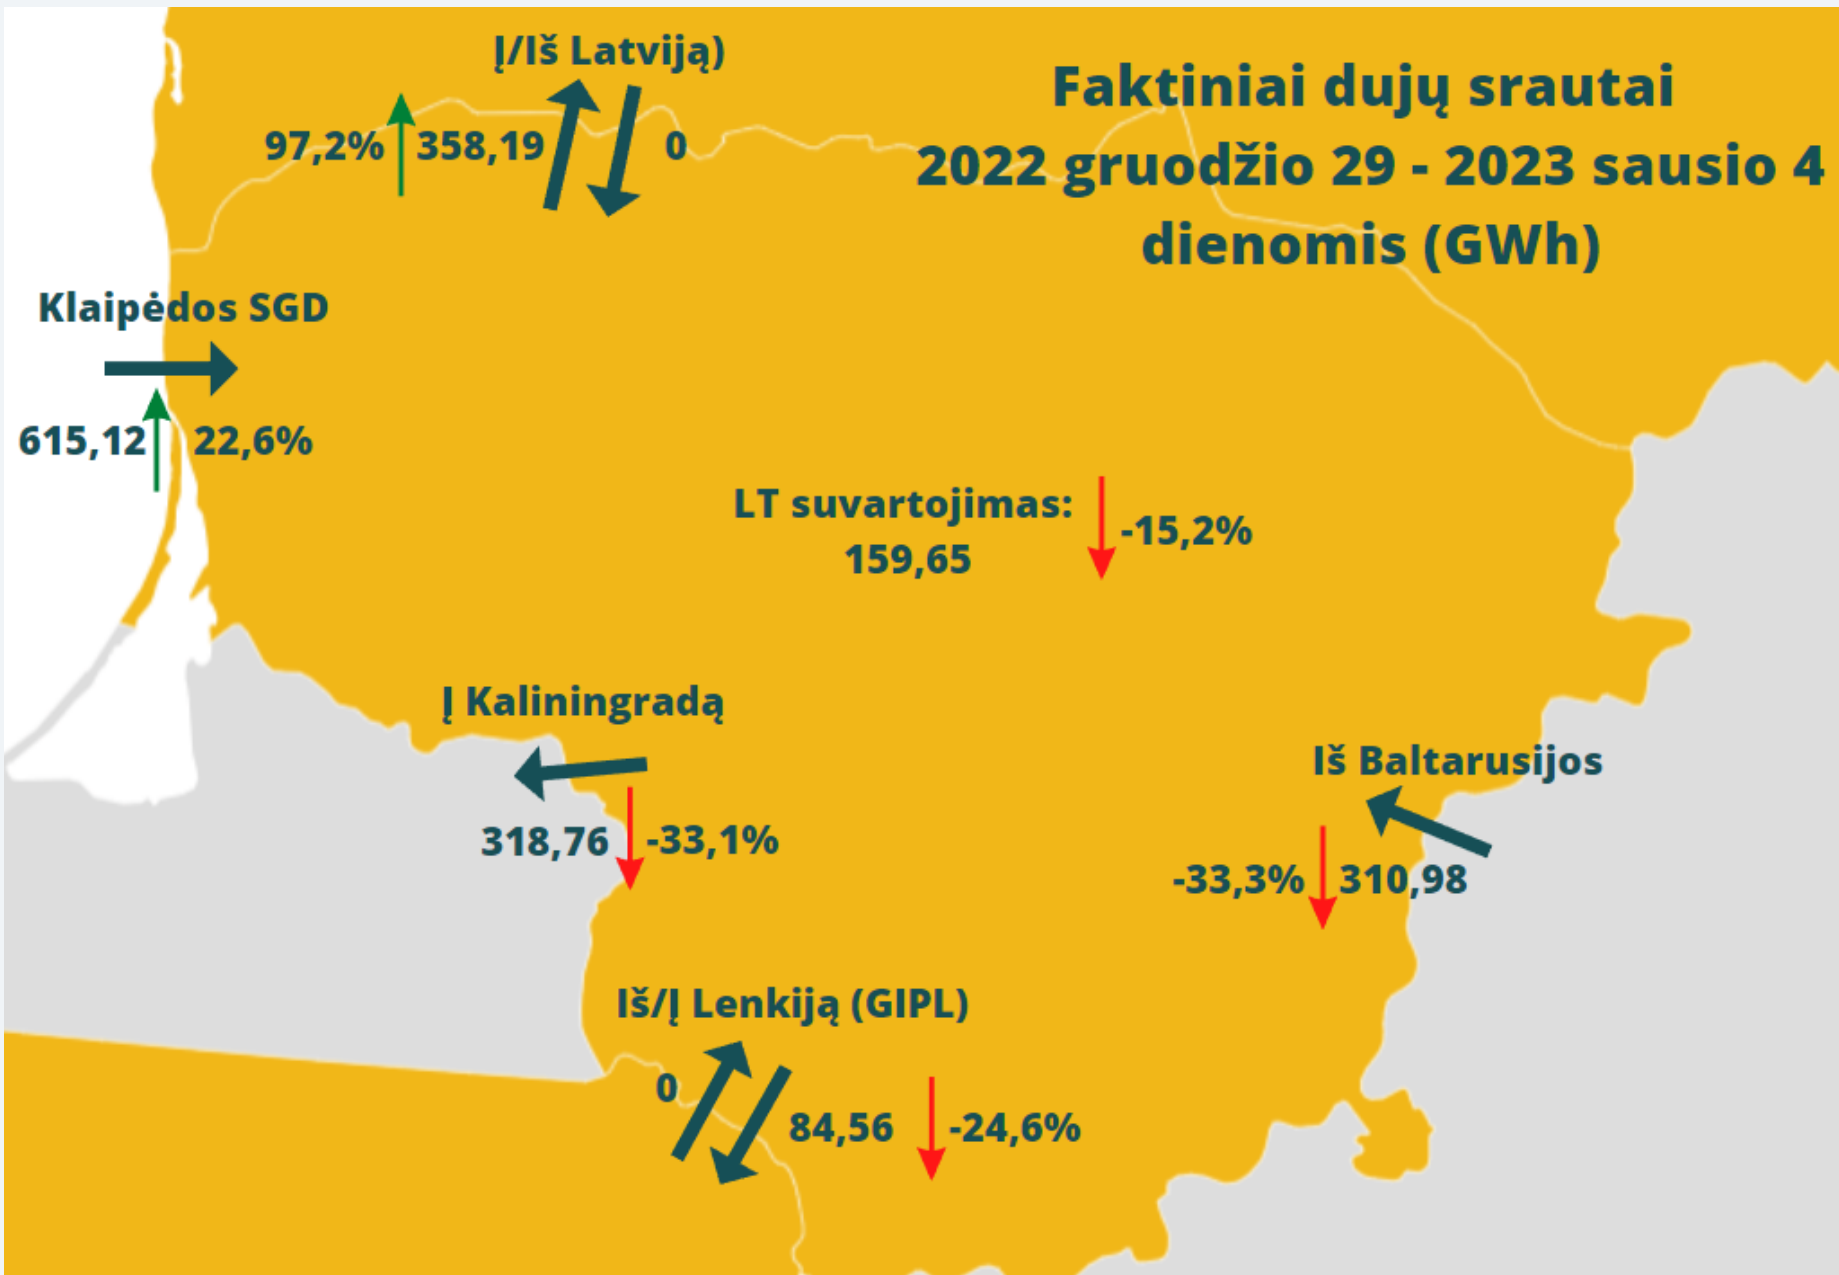 Į/Iš Latviją)
97,2% 358,19 0
Faktiniai dujų srautai
2022 gruodžio 29 - 2023 sausio 4
dienomis (GWh)
Klaipėdos SGD
615,12 22,6%
LT suvartojimas:
159,65
-15,2%
Į Kaliningradą
318,76 -33,1%
Iš Baltarusijos
-33,3% 310,98
Iš/Į Lenkiją (GIPL)
0
84,56 -24,6%